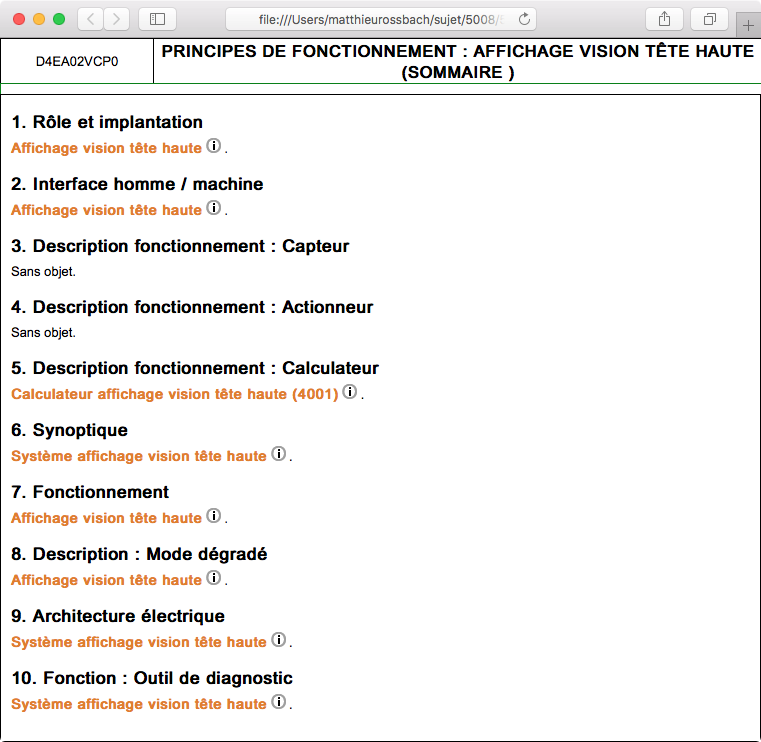 file:///Users/matthieurossbach/sujet/5008/
D4EA02VCP0
PRINCIPES DE FONCTIONNEMENT : AFFICHAGE VISION TÊTE HAUTE
(SOMMAIRE )
1. Rôle et implantation
Affichage vision tête haute i .
2. Interface homme / machine
Affichage vision tête haute i .
3. Description fonctionnement : Capteur
Sans objet.
4. Description fonctionnement : Actionneur
Sans objet.
5. Description fonctionnement : Calculateur
Calculateur affichage vision tête haute (4001) i .
6. Synoptique
Système affichage vision tête haute i .
7. Fonctionnement
Affichage vision tête haute i .
8. Description : Mode dégradé
Affichage vision tête haute i .
9. Architecture électrique
Système affichage vision tête haute i .
10. Fonction : Outil de diagnostic
Système affichage vision tête haute i .